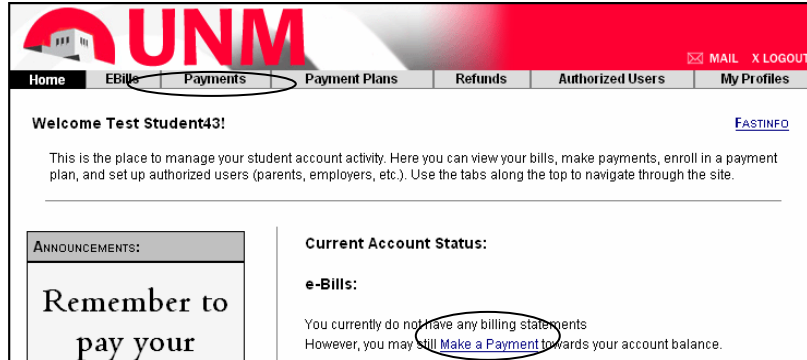 UNM
MAIL X LOGOUT
Home EBills Payments Payment Plans Refunds Authorized Users My Profiles
Welcome Test Student43!
FASTINFO
This is the place to manage your student account activity. Here you can view your bills, make payments, enroll in a payment
plan, and set up authorized users (parents, employers, etc.). Use the tabs along the top to navigate through the site.
ANNOUNCEMENTS:
Remember to
pay your
Current Account Status:
e-Bills:
You currently do not have any billing statements
However, you may still Make a Payment towards your account balance.